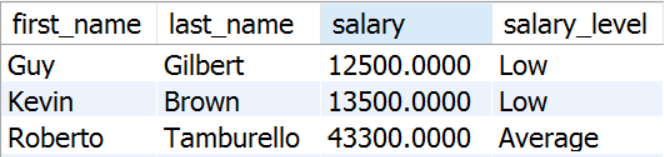 first_name last_name salary salary_level
Guy Gilbert 12500.0000 Low
Kevin Brown 13500.0000 Low
Roberto Tamburello 43300.0000 Average